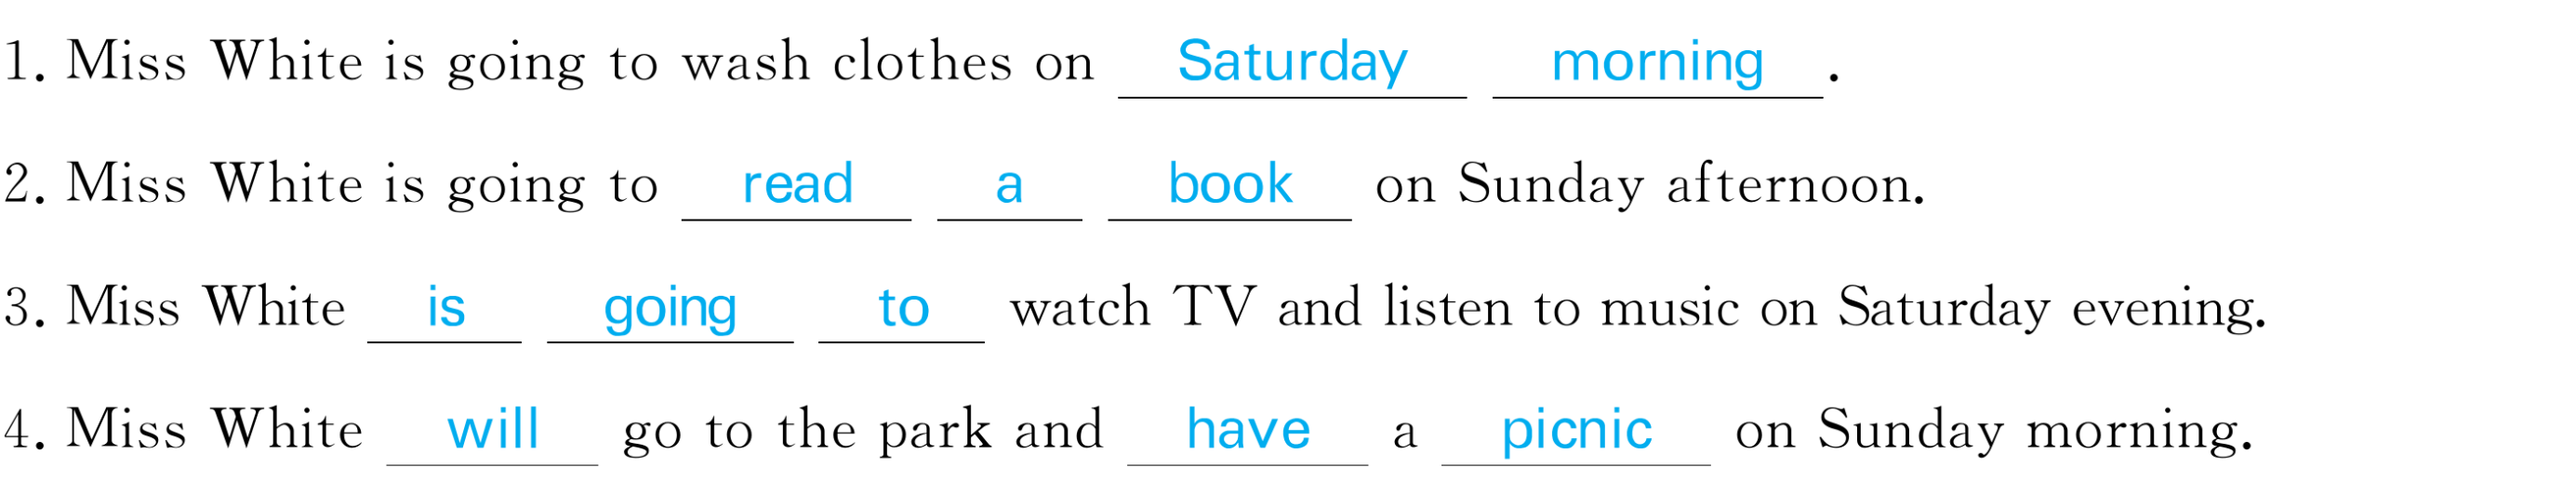 1. Miss White is going to wash clothes on Saturday morning.
2. Miss White is going to read a book on Sunday afternoon.
3. Miss White is going to watch TV and listen to music on Saturday evening.
4. Miss White will go to the park and have a picnic on Sunday morning.